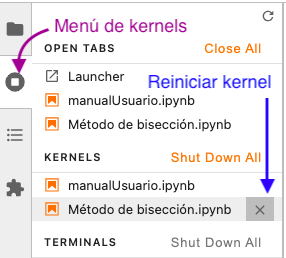 Menú de kernels
OPEN TABS
Close All
Launcher
Reiniciar kernel
manualUsuario.ipynb
Método de bisección.ipynb
KERNELS
Shut Down All
manualUsuario.ipynb
Método de bisección.ipynb
TERMINALS
Shut Down All